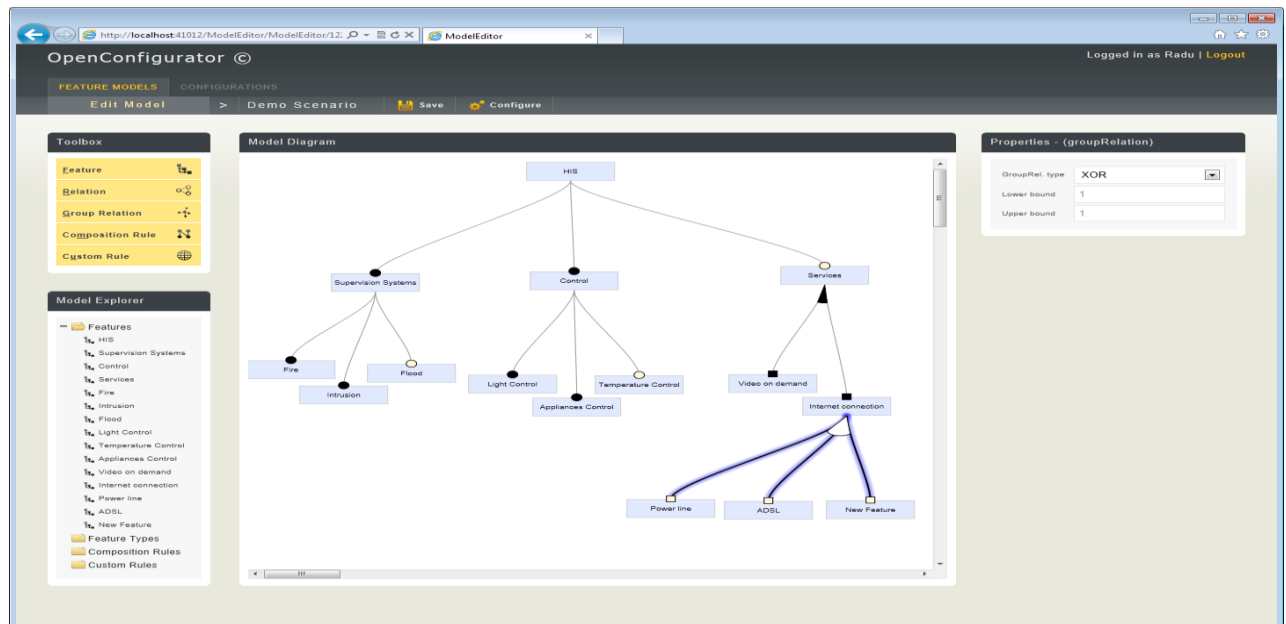 http://localhost:41012/ModelEditor/ModelEditor/12
ModelEditor
OpenConfigurator ©
Logged in as Radu | Logout
FEATURE MODELS CONFIGURATIONS
Edit Model > Demo Scenario Save Configure
Toolbox
Feature
Relation
Group Relation
Composition Rule
Custom Rule
Model Explorer
Features
HIS
Supervision Systems
Control
Services
Fire
Intrusion
Flood
Light Control
Temperature Control
Appliances Control
Video on demand
Internet connection
Power line
ADSL
New Feature
Feature Types
Composition Rules
Custom Rules
Model Diagram
HIS
Supervision Systems
Control
Services
Fire
Intrusion
Flood
Light Control
Appliances Control
Temperature Control
Video on demand
Internet connection
Power line
ADSL
New Feature
Properties - (groupRelation)
GroupRel. type XOR
Lower bound 1
Upper bound 1